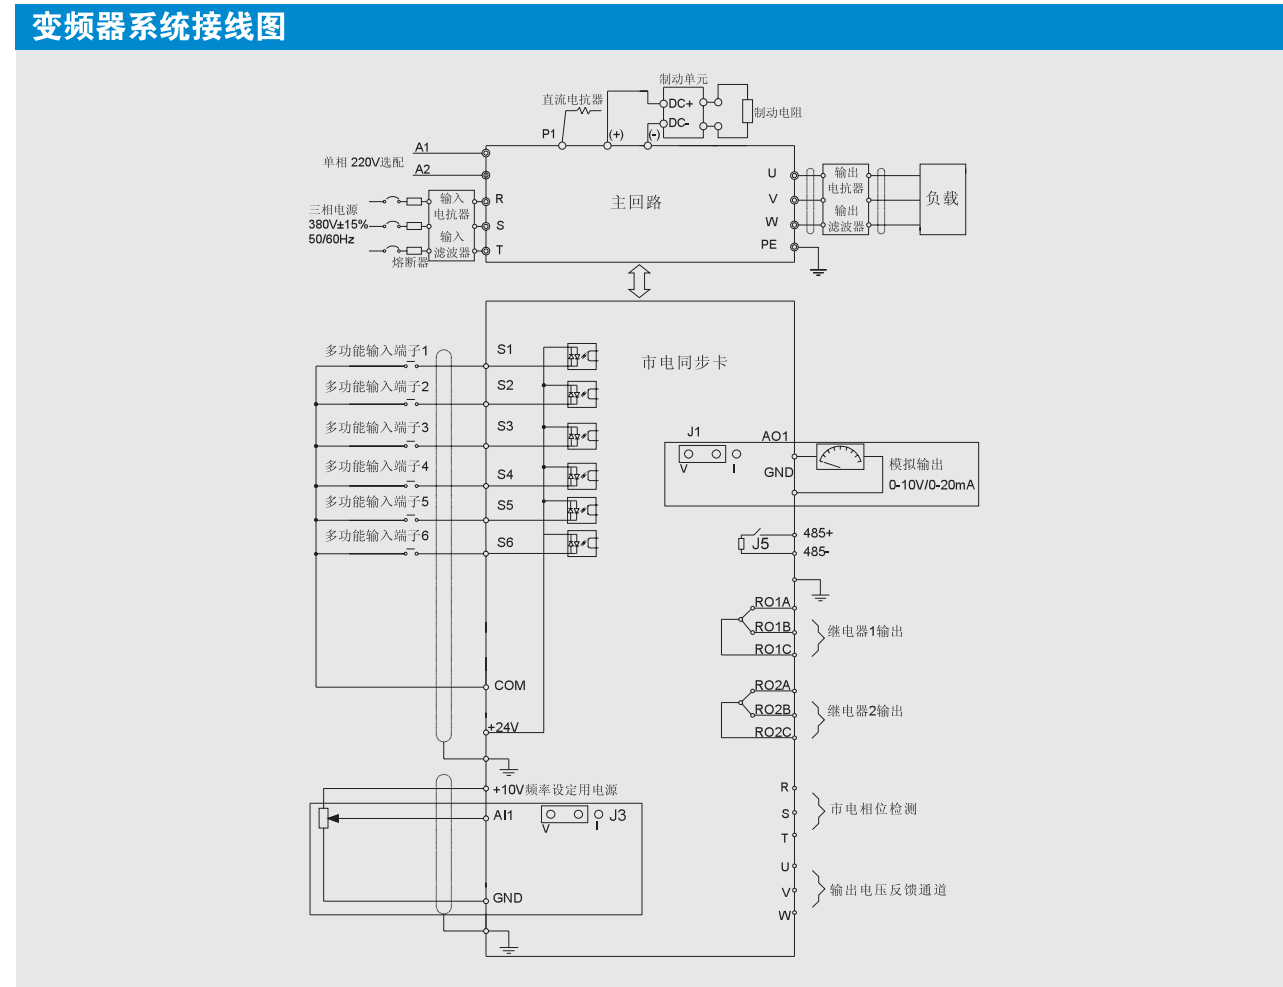 变频器系统接线图
制动单元
直流电抗器
DC+
制动电阻
DC-
P1
(+)
(-)
A1
单相 220V选配
A2
U
输出
电抗器
R
输入
电抗器
主回路
V
负载
三相电源
380V±15%
50/60Hz
S
输入
滤波器
W
输出
滤波器
T
PE
熔断器
多功能输入端子1
S1
市电同步卡
多功能输入端子2
S2
多功能输入端子3
S3
J1
AO1
V
I
GND
模拟输出
0-10V/0-20mA
多功能输入端子4
S4
多功能输入端子5
S5
多功能输入端子6
S6
J5
485+
485-
RO1A
RO1B
继电器1输出
RO1C
COM
RO2A
RO2B
继电器2输出
RO2C
+24V
+10V频率设定用电源
R
AI1
V
I
J3
S
市电相位检测
T
U
GND
V
输出电压反馈通道
W